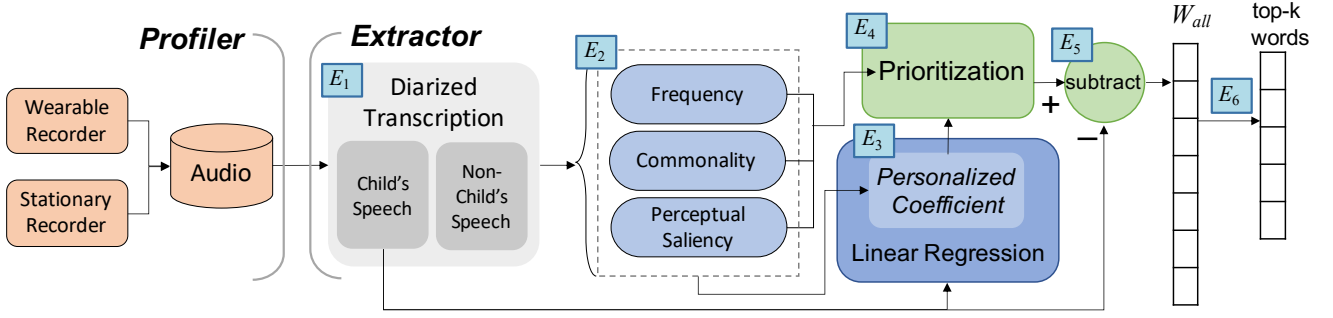 Profiler
Wearable
Recorder
Stationary
Recorder
Audio
Extractor
E1
Diarized
Transcription
Child's
Speech
Non-
Child's
Speech
E2
Frequency
Commonality
Perceptual
Saliency
E4
Prioritization
E3
Personalized
Coefficient
Linear Regression
E5
subtract
+
−
Wall
E6
top-k
words